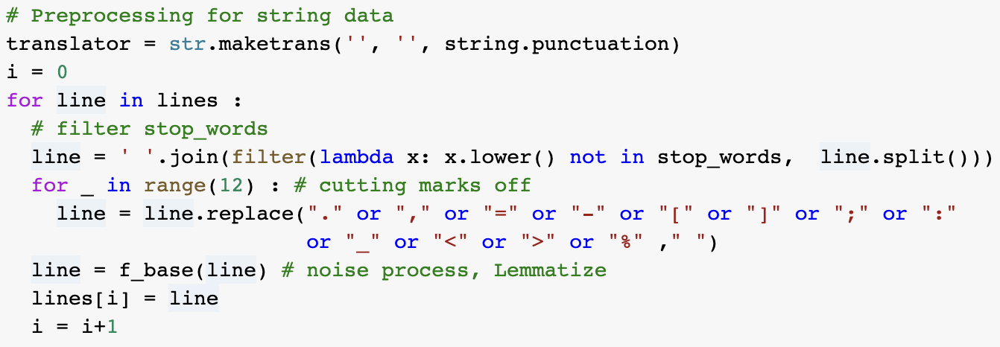 # Preprocessing for string data
translator = str.maketrans('', '', string.punctuation)
i = 0
for line in lines :
  # filter stop_words
  line = ' '.join(filter(lambda x: x.lower() not in stop_words,  line.split()))
  for _ in range(12) : # cutting marks off
    line = line.replace("." or "," or "=" or "-" or "[" or "]" or ";" or ":"
                        or "_" or "<" or ">" or "%" ," ")
  line = f_base(line) # noise process, Lemmatize
  lines[i] = line
  i = i+1